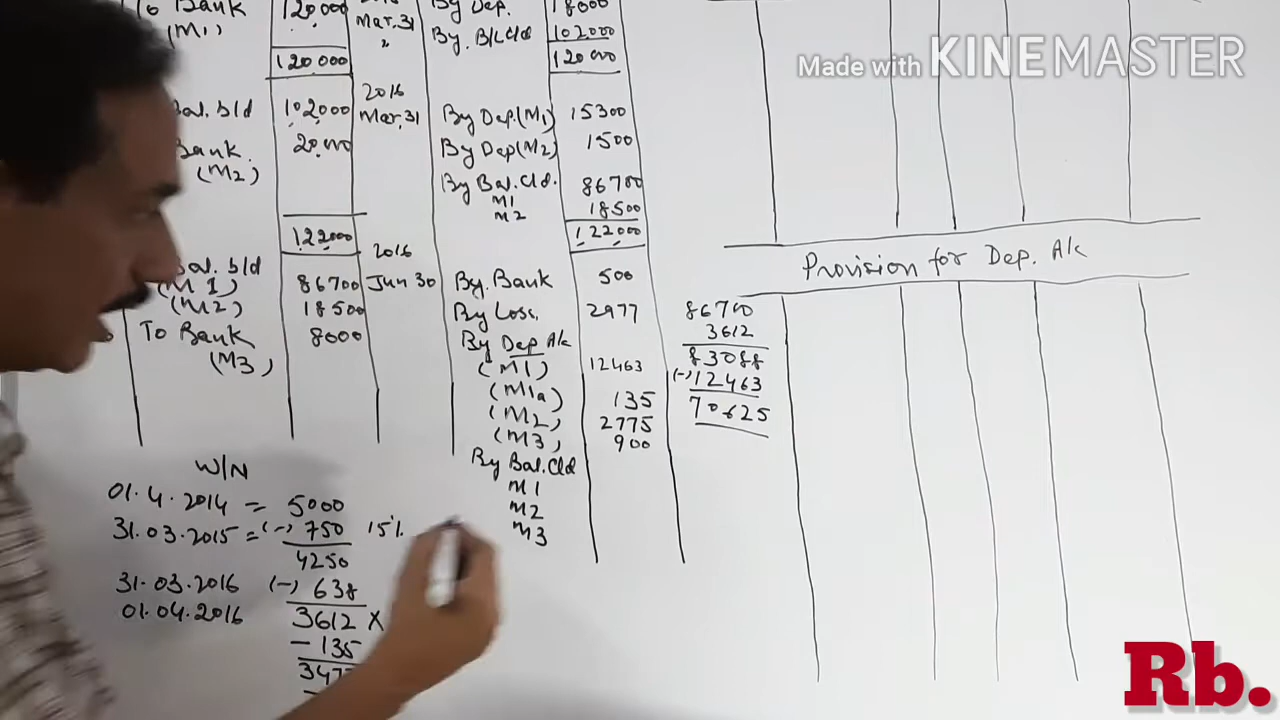 To Bank 120000 2015 By Dep. 18000
(M1) Mar.31 By. B/Cld 102000
120000 120000
Bal. b/d 102000 2016 Mar.31 By Dep(M1) 15300
Bank. 20,000 By Dep(M2) 1500
(M2) By Bal. Cld. 86700
M1
M2 18500
122000 122000
2016
Bal. b/d
(M1) 86700 Jun 30 By. Bank 500
(M2) 18500 By Loss. 2977
To Bank 8000 By Dep A/c
(M3) (M1) 12463
(M1a) 135
(M2) 2775
(M3) 900
By Bal. Cld
M1
M2
M3
86700
3612
83088
(-) 12463
70625
W/N
01.4.2014 = 5000
31.03.2015 = (-) 750 15%
4250
31.03.2016 (-) 638
01.04.2016 3612 X
- 135
347
Provision for Dep. A/c
Made with KINEMASTER
Rb.